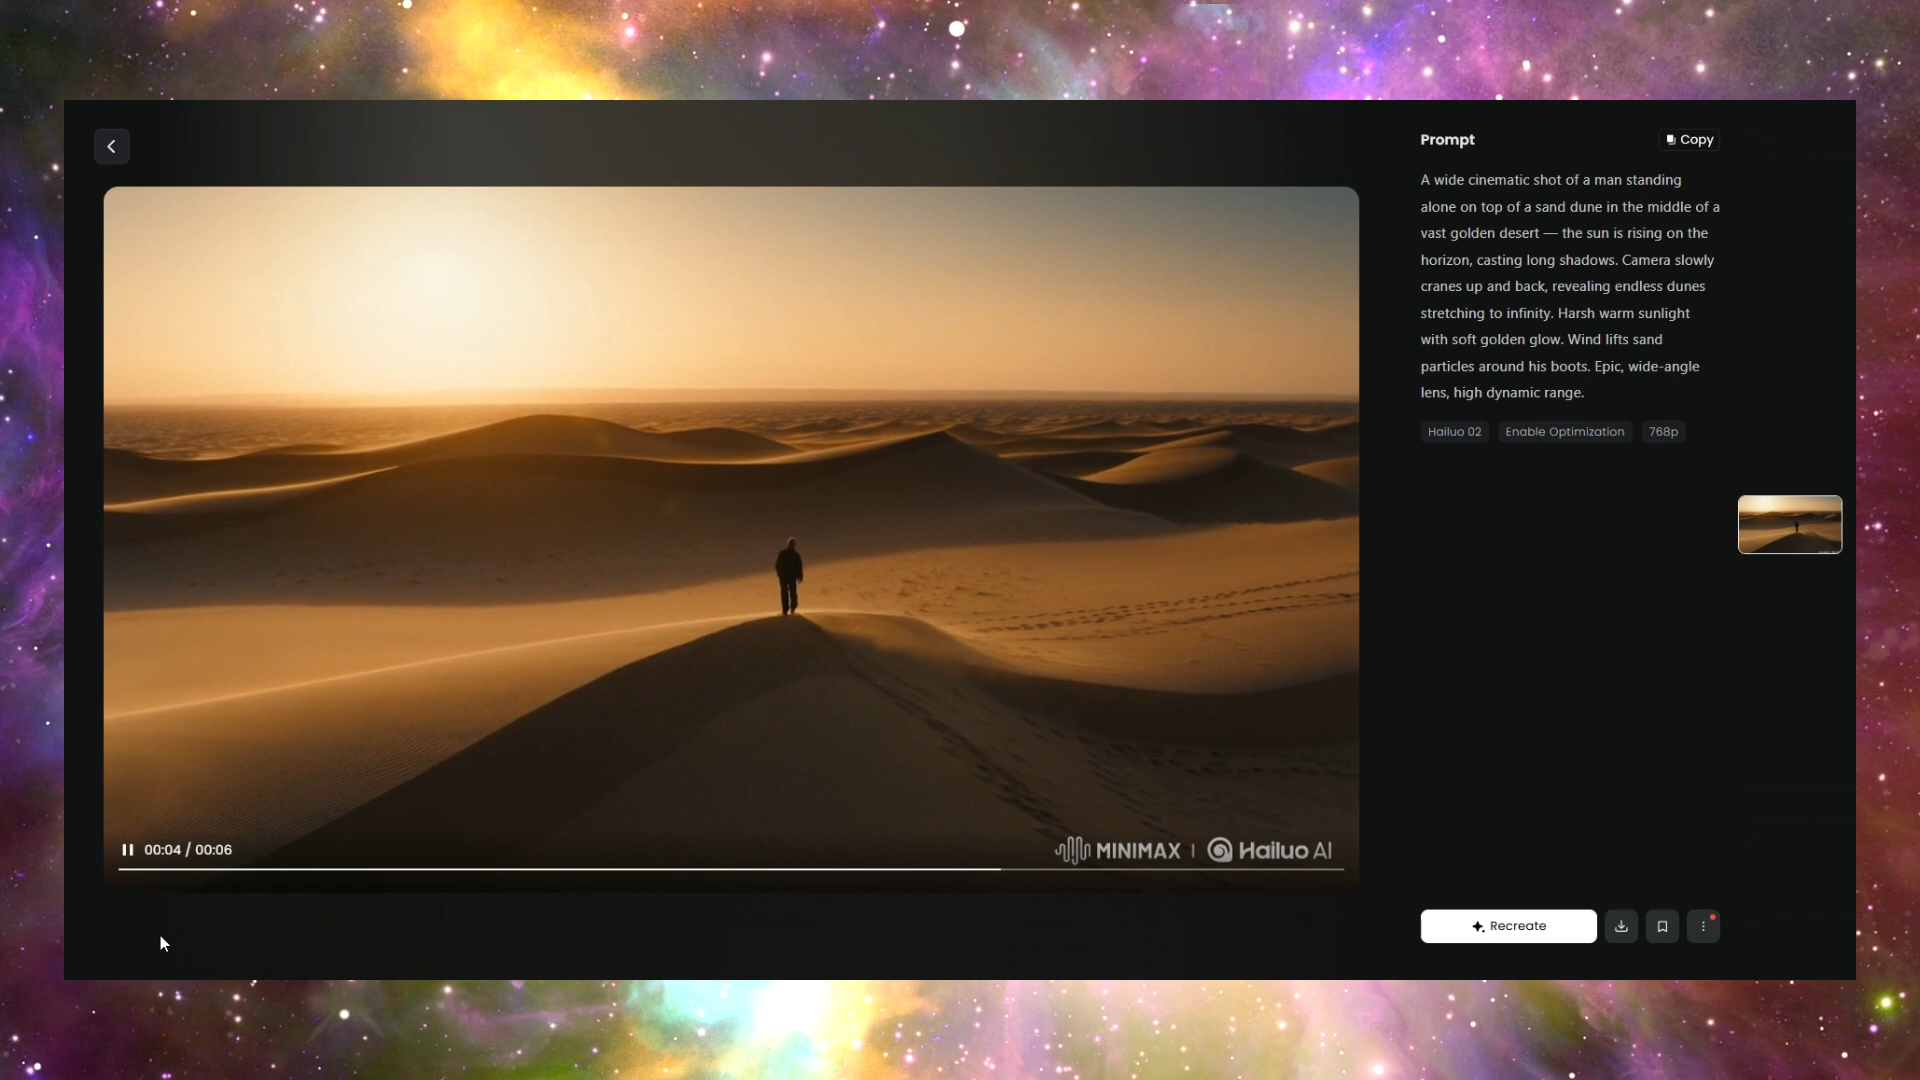 Prompt
Copy
A wide cinematic shot of a man standing
alone on top of a sand dune in the middle of a
vast golden desert — the sun is rising on the
horizon, casting long shadows. Camera slowly
cranes up and back, revealing endless dunes
stretching to infinity. Harsh warm sunlight
with soft golden glow. Wind lifts sand
particles around his boots. Epic, wide-angle
lens, high dynamic range.
Hailuo 02 Enable Optimization 768p
00:04 / 00:06
MINIMAX | Hailuo AI
Recreate